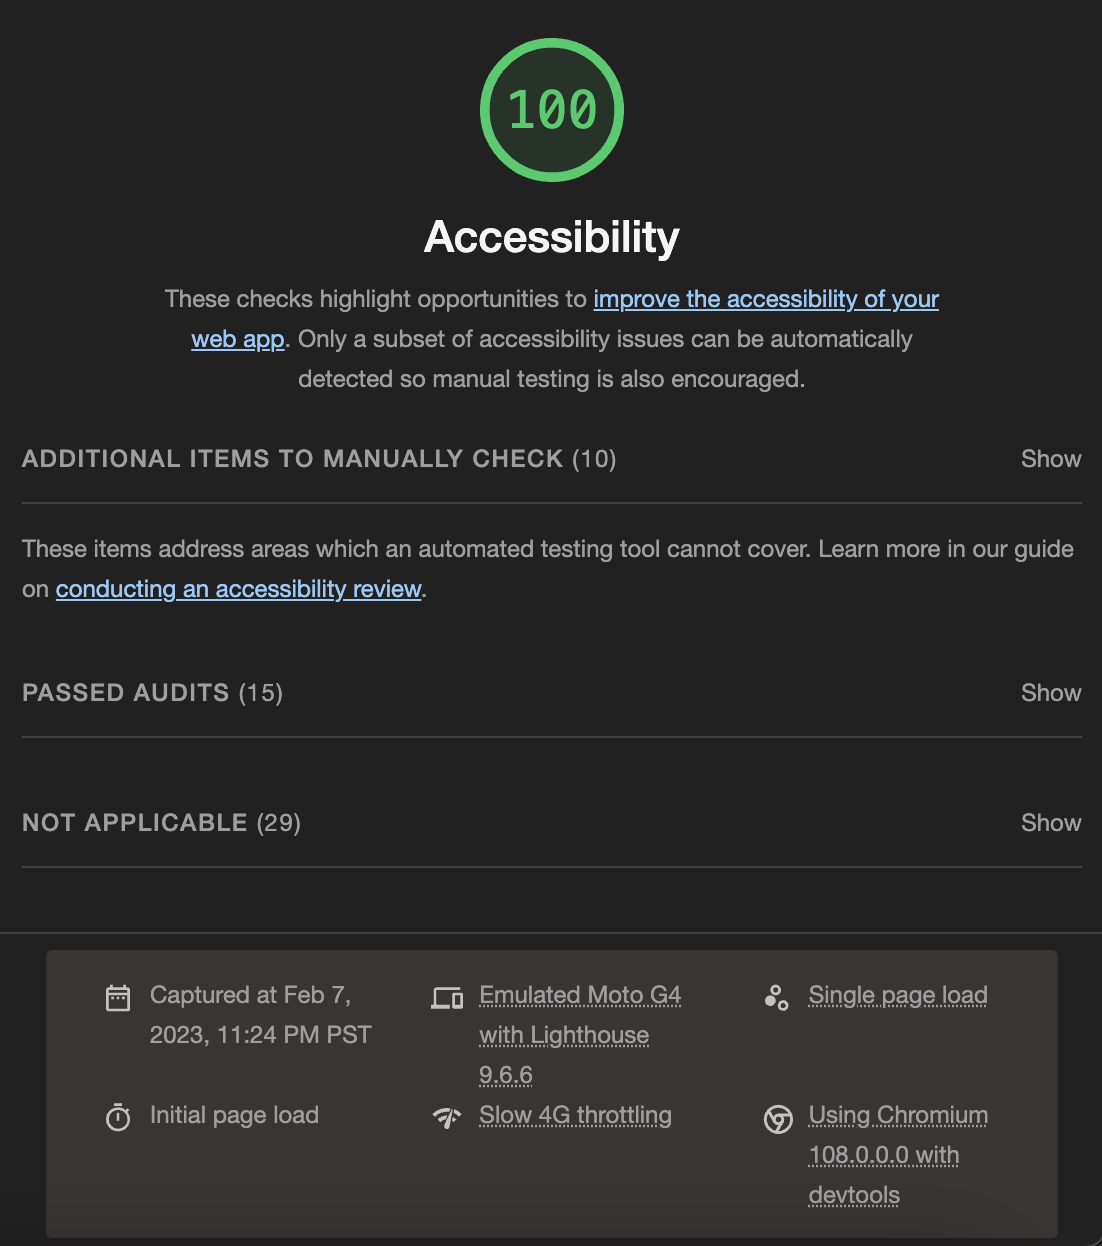 100
Accessibility
These checks highlight opportunities to improve the accessibility of your
web app. Only a subset of accessibility issues can be automatically
detected so manual testing is also encouraged.
ADDITIONAL ITEMS TO MANUALLY CHECK (10) Show
These items address areas which an automated testing tool cannot cover. Learn more in our guide
on conducting an accessibility review.
PASSED AUDITS (15) Show
NOT APPLICABLE (29) Show
Captured at Feb 7,
2023, 11:24 PM PST
Emulated Moto G4
with Lighthouse
9.6.6
Single page load
Initial page load
Slow 4G throttling
Using Chromium
108.0.0.0 with
devtools